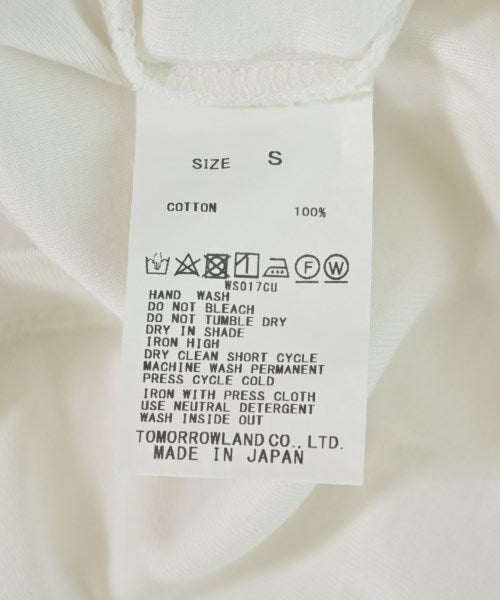 SIZE S
COTTON 100%
F W
WS017CU
HAND WASH
DO NOT BLEACH
DO NOT TUMBLE DRY
DRY IN SHADE
IRON HIGH
DRY CLEAN SHORT CYCLE
MACHINE WASH PERMANENT
PRESS CYCLE COLD
IRON WITH PRESS CLOTH
USE NEUTRAL DETERGENT
WASH INSIDE OUT
TOMORROWLAND CO., LTD.
MADE IN JAPAN